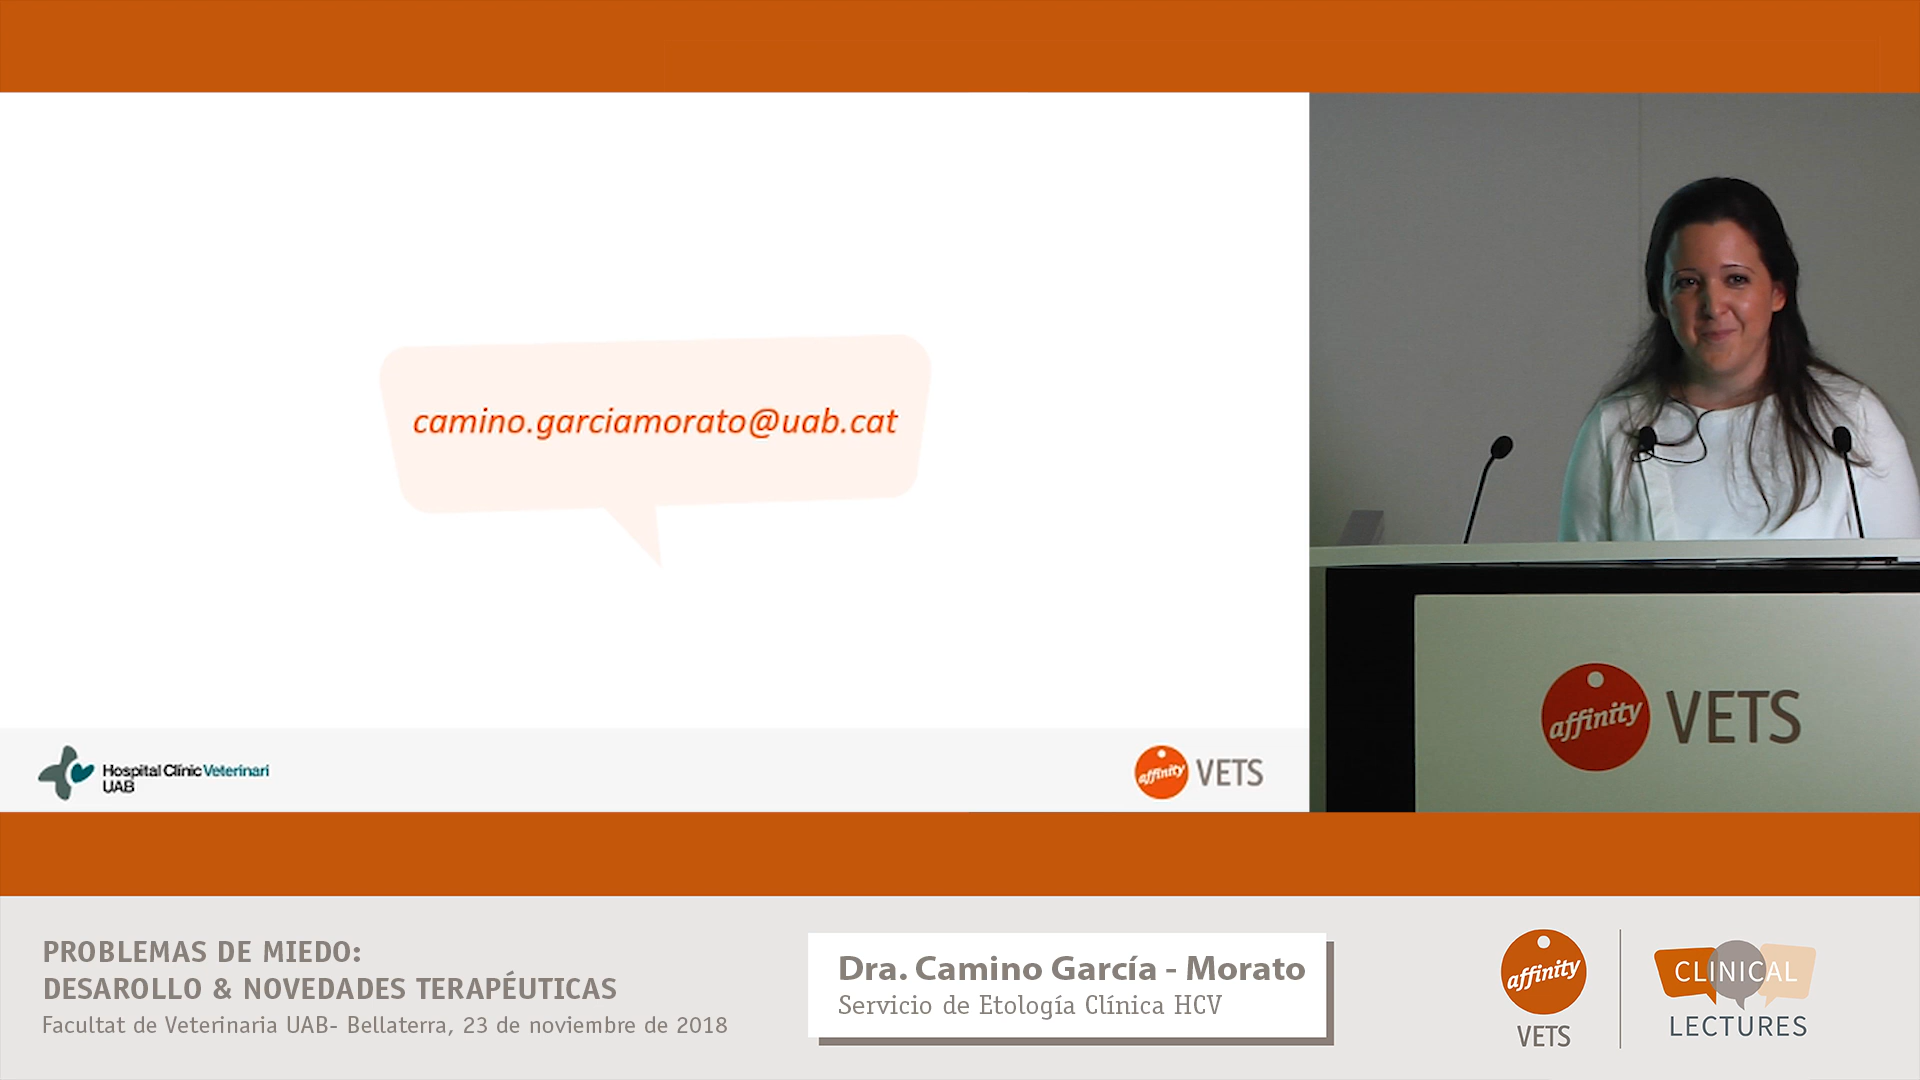 camino.garciamorato@uab.cat
Hospital Clínic Veterinari
UAB
affinity VETS
affinity VETS
PROBLEMAS DE MIEDO:
DESAROLLO & NOVEDADES TERAPÉUTICAS
Facultat de Veterinaria UAB- Bellaterra, 23 de noviembre de 2018
Dra. Camino García - Morato
Servicio de Etología Clínica HCV
affinity
VETS
CLINICAL
LECTURES